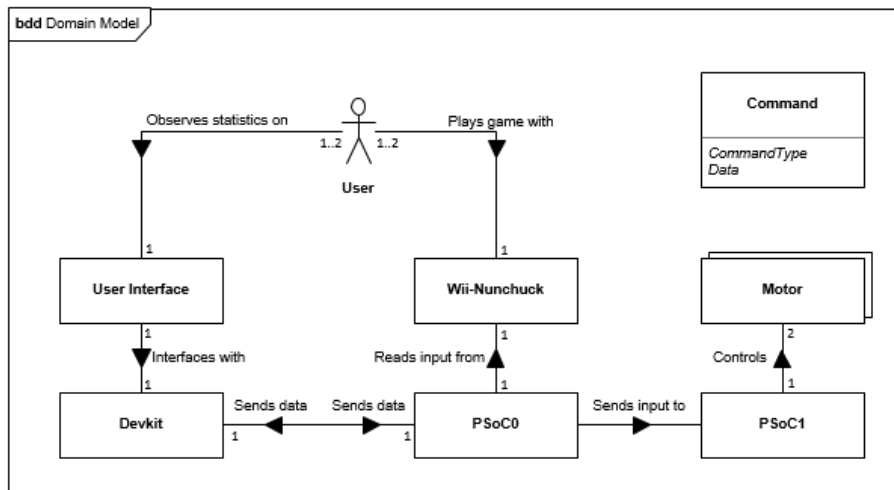 bdd Domain Model
Observes statistics on
Plays game with
1..2
1..2
User
Command
CommandType
Data
1
1
User Interface
Wii-Nunchuck
Motor
1
1
2
Interfaces with
Reads input from
Controls
1
1
1
Devkit
Sends data
Sends data
PSoC0
Sends input to
PSoC1
1
1